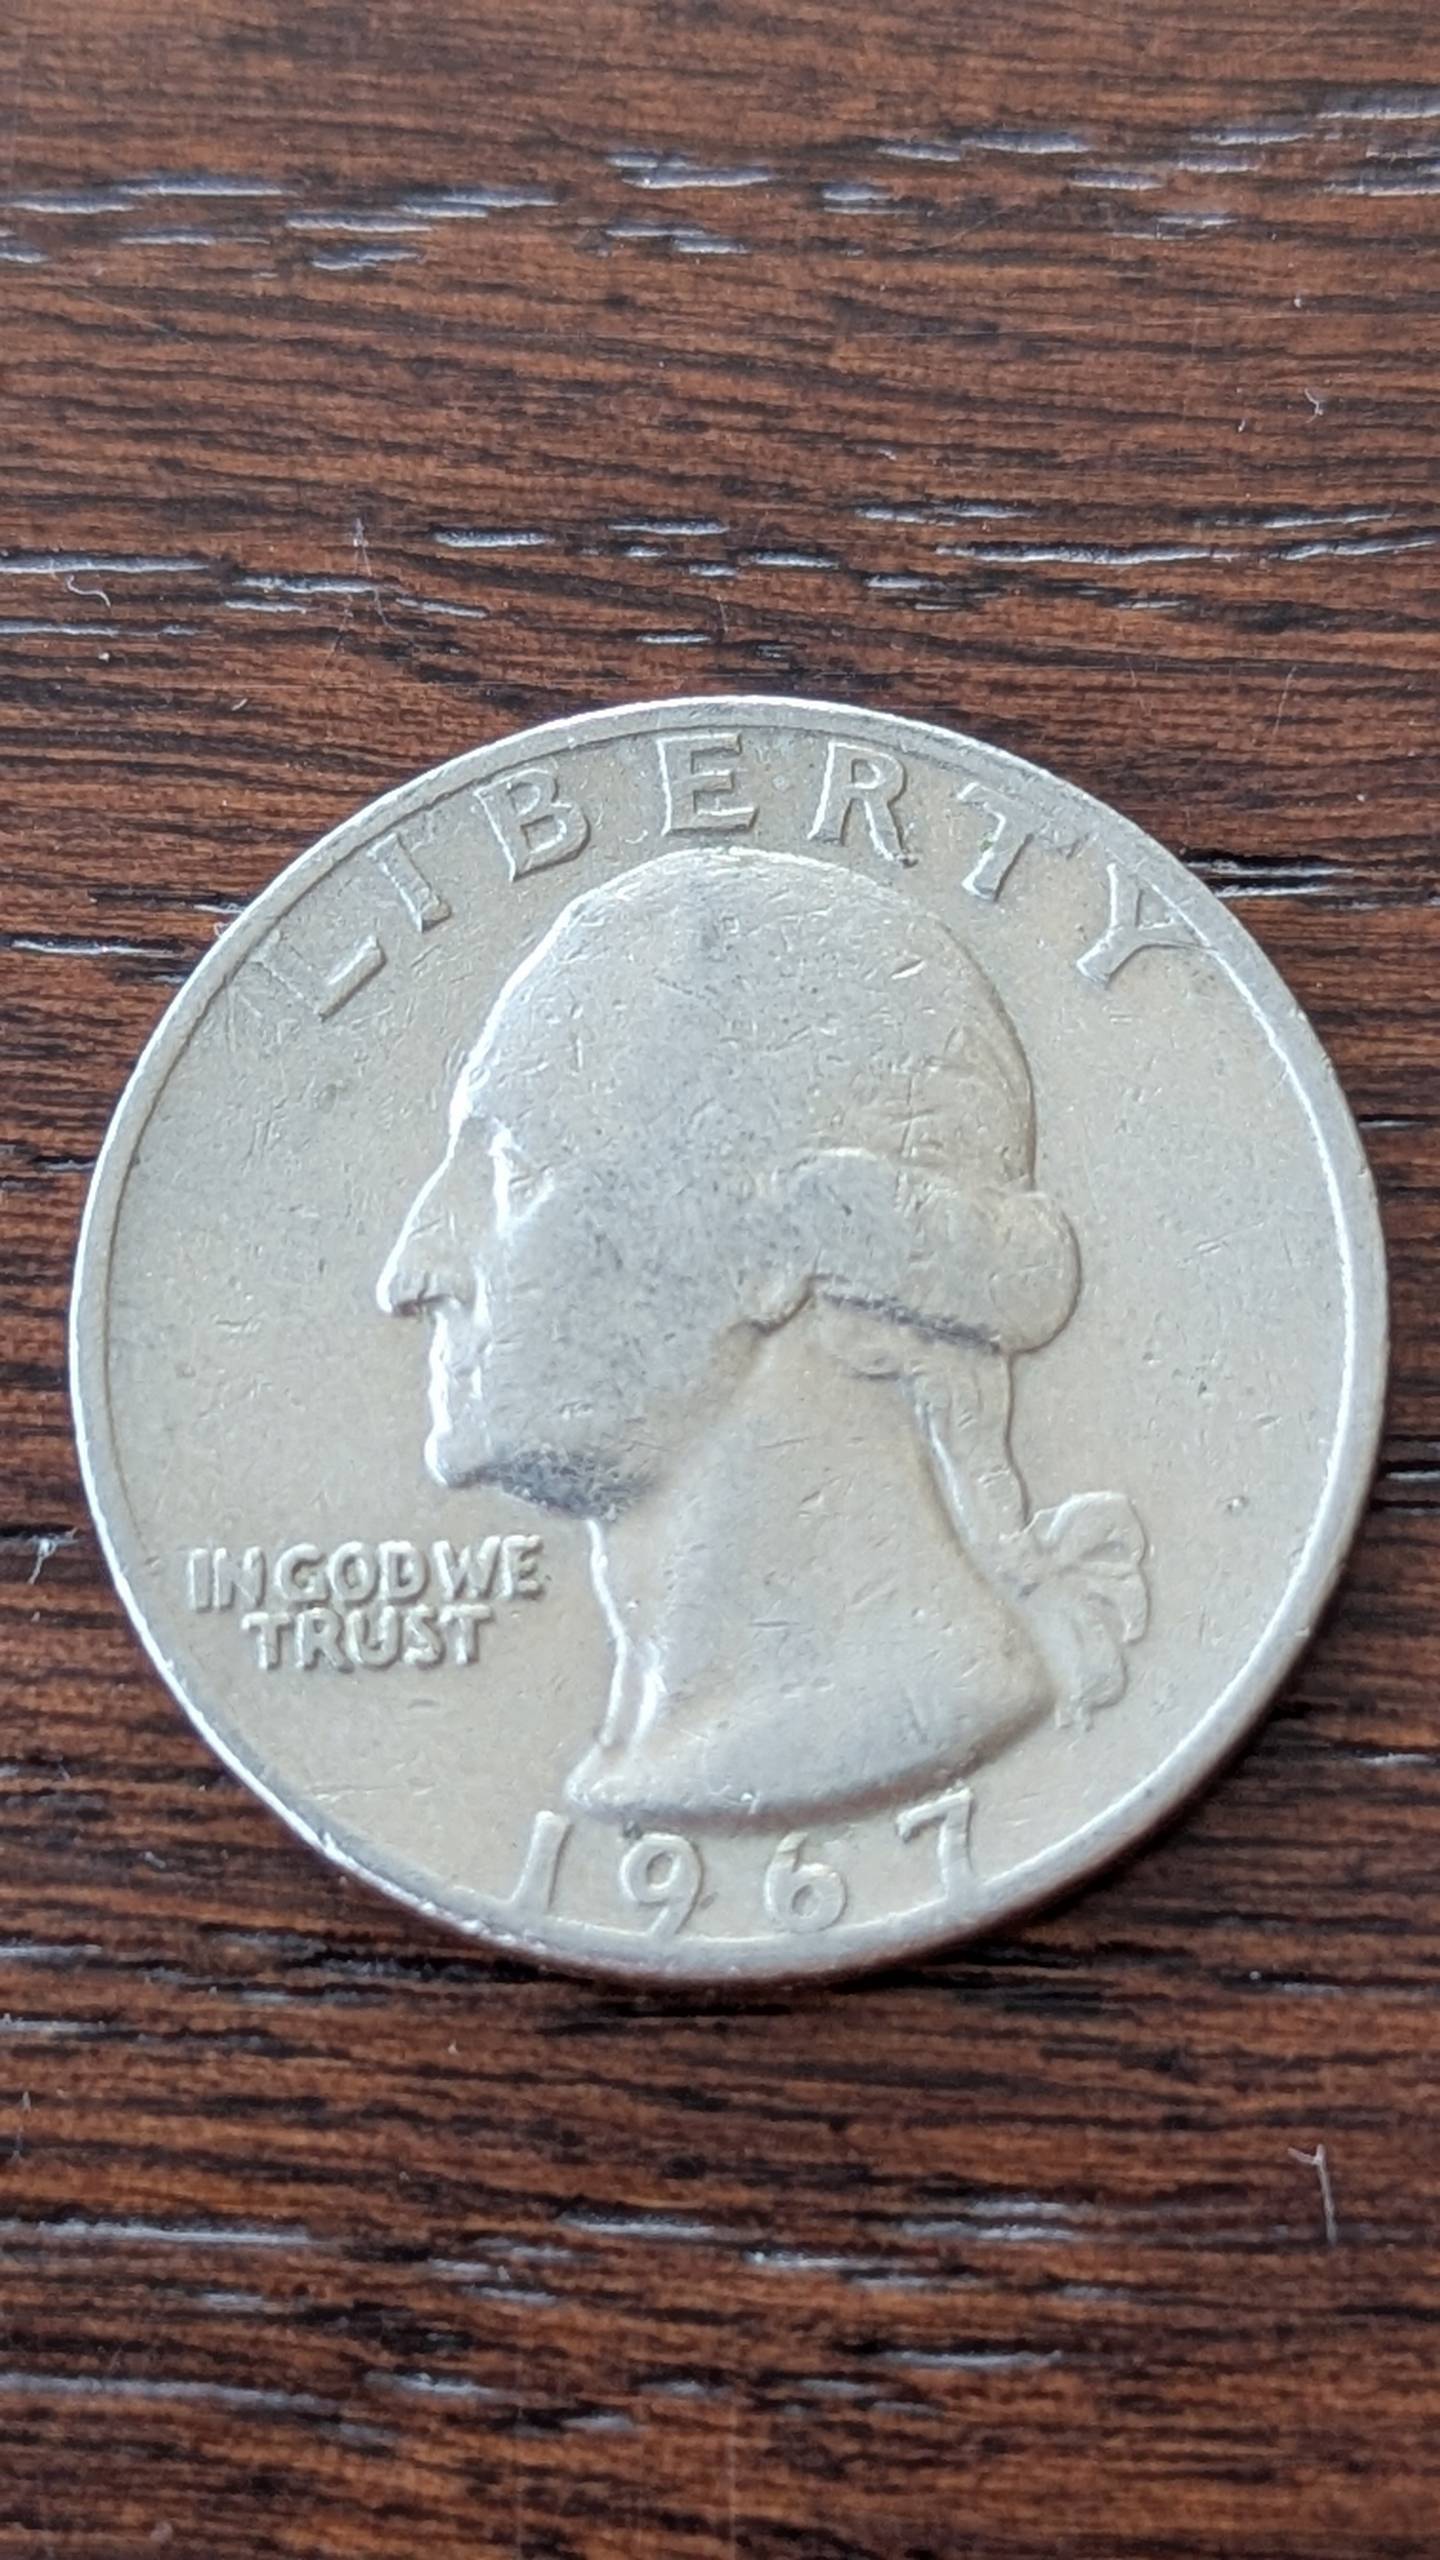 LIBERTY
IN GOD WE
TRUST
1967